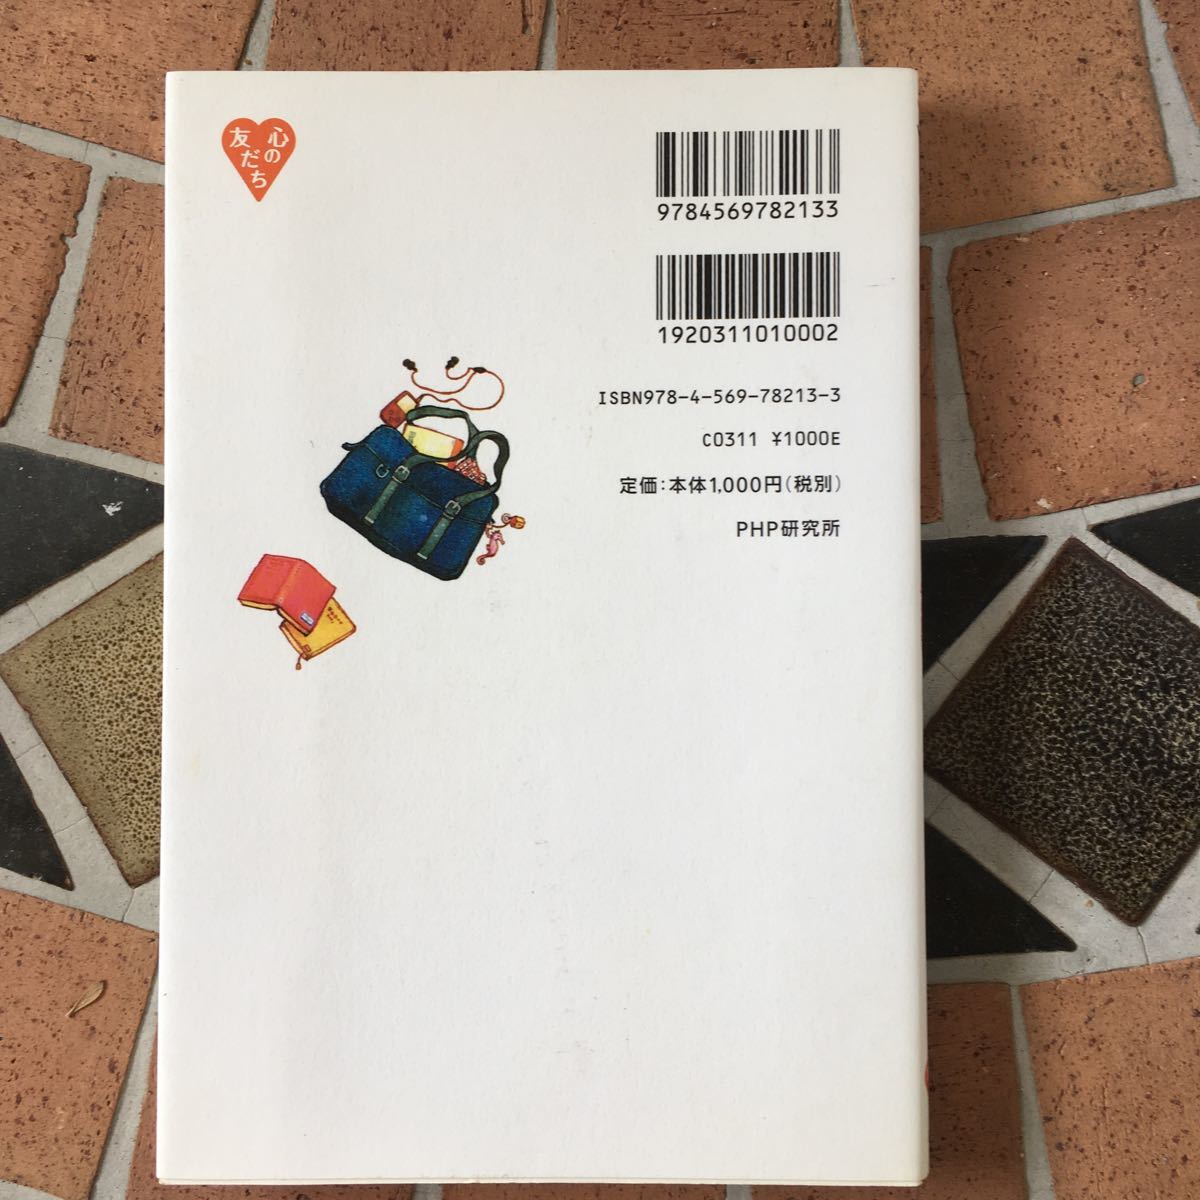 心の
友だち
9784569782133
1920311010002
ISBN978-4-569-78213-3
C0311 ¥1000E
定価：本体1,000円（税別）
PHP研究所